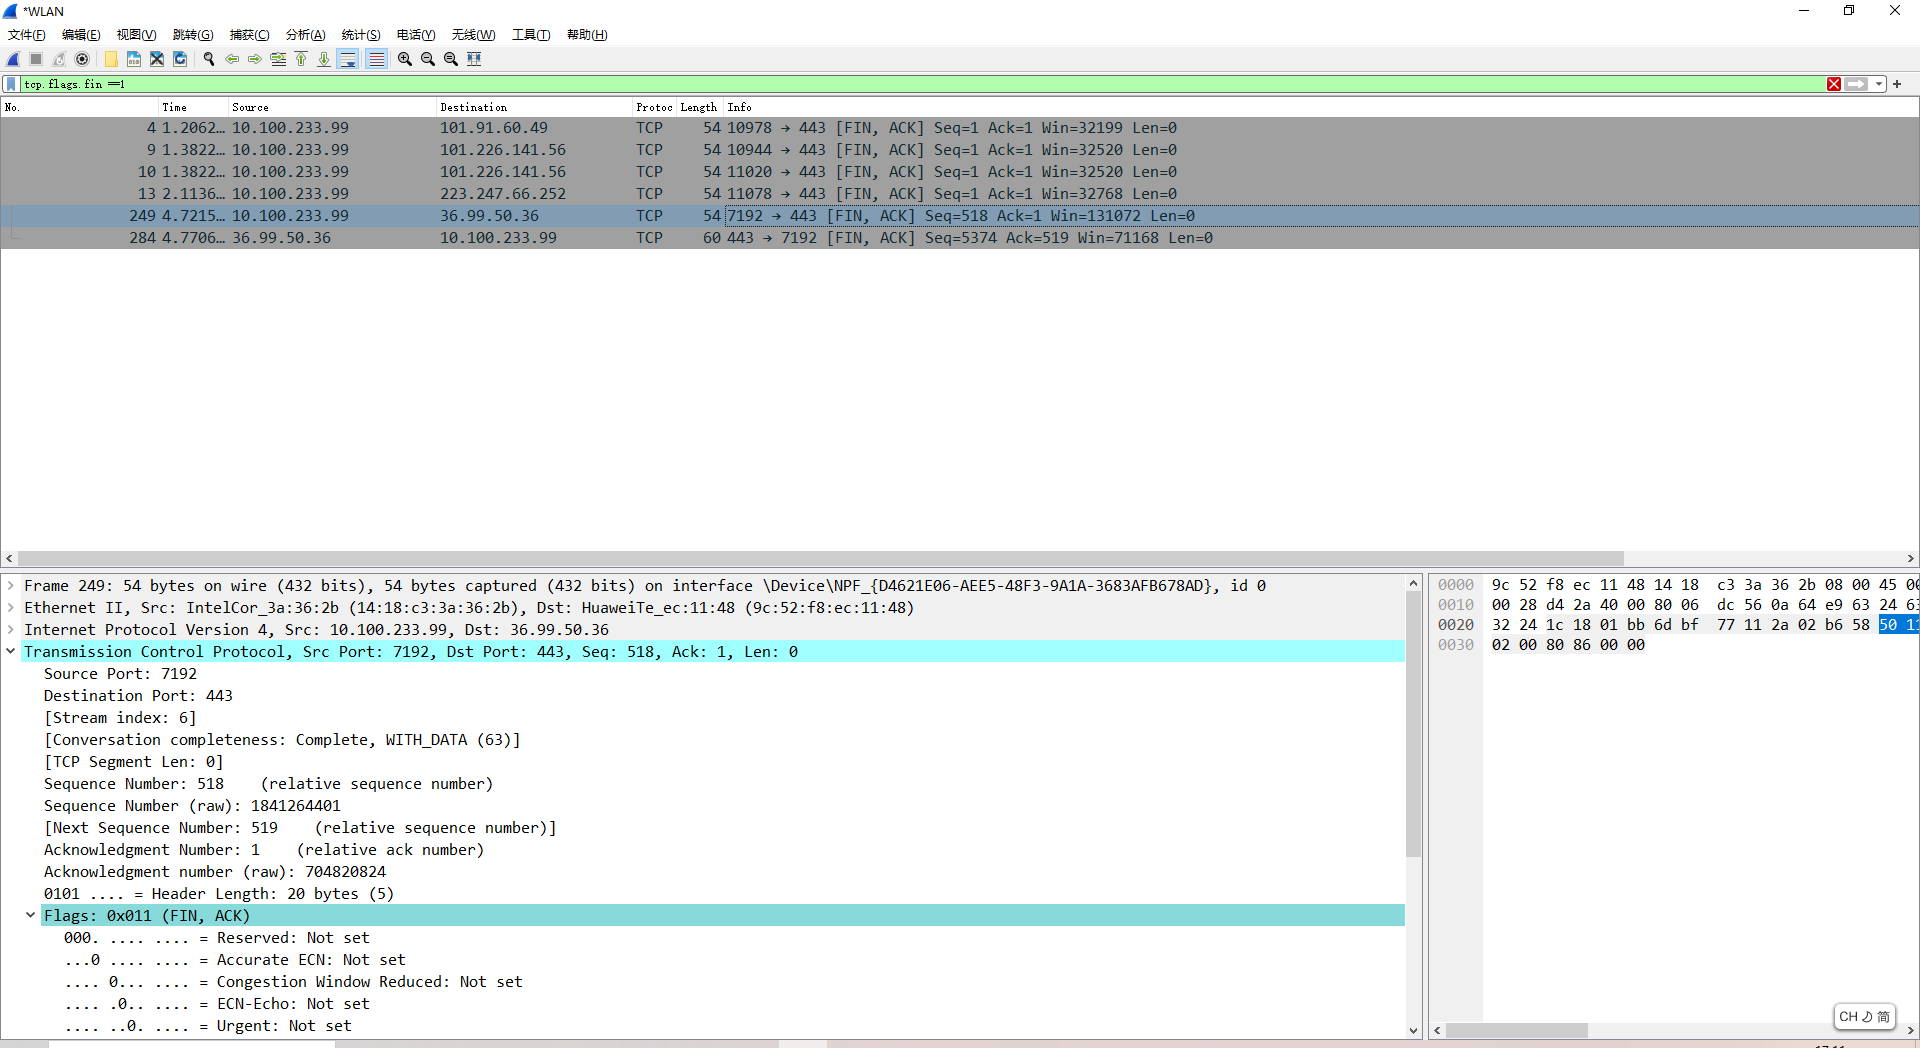 *WLAN
文件(F) 编辑(E) 视图(V) 跳转(G) 捕获(C) 分析(A) 统计(S) 电话(Y) 无线(W) 工具(T) 帮助(H)
tcp.flags.fin ==1
No. Time Source Destination Protoc Length Info
4 1.2062… 10.100.233.99 101.91.60.49 TCP 54 10978 → 443 [FIN, ACK] Seq=1 Ack=1 Win=32199 Len=0
9 1.3822… 10.100.233.99 101.226.141.56 TCP 54 10944 → 443 [FIN, ACK] Seq=1 Ack=1 Win=32520 Len=0
10 1.3822… 10.100.233.99 101.226.141.56 TCP 54 11020 → 443 [FIN, ACK] Seq=1 Ack=1 Win=32520 Len=0
13 2.1136… 10.100.233.99 223.247.66.252 TCP 54 11078 → 443 [FIN, ACK] Seq=1 Ack=1 Win=32768 Len=0
249 4.7215… 10.100.233.99 36.99.50.36 TCP 54 7192 → 443 [FIN, ACK] Seq=518 Ack=1 Win=131072 Len=0
284 4.7706… 36.99.50.36 10.100.233.99 TCP 60 443 → 7192 [FIN, ACK] Seq=5374 Ack=519 Win=71168 Len=0
Frame 249: 54 bytes on wire (432 bits), 54 bytes captured (432 bits) on interface \Device\NPF_{D4621E06-AEE5-48F3-9A1A-3683AFB678AD}, id 0
Ethernet II, Src: IntelCor_3a:36:2b (14:18:c3:3a:36:2b), Dst: HuaweiTe_ec:11:48 (9c:52:f8:ec:11:48)
Internet Protocol Version 4, Src: 10.100.233.99, Dst: 36.99.50.36
Transmission Control Protocol, Src Port: 7192, Dst Port: 443, Seq: 518, Ack: 1, Len: 0
Source Port: 7192
Destination Port: 443
[Stream index: 6]
[Conversation completeness: Complete, WITH_DATA (63)]
[TCP Segment Len: 0]
Sequence Number: 518 (relative sequence number)
Sequence Number (raw): 1841264401
[Next Sequence Number: 519 (relative sequence number)]
Acknowledgment Number: 1 (relative ack number)
Acknowledgment number (raw): 704820824
0101 .... = Header Length: 20 bytes (5)
Flags: 0x011 (FIN, ACK)
000. .... .... = Reserved: Not set
...0 .... .... = Accurate ECN: Not set
.... 0... .... = Congestion Window Reduced: Not set
.... .0.. .... = ECN-Echo: Not set
.... ..0. .... = Urgent: Not set
0000 9c 52 f8 ec 11 48 14 18 c3 3a 36 2b 08 00 45 00
0010 00 28 d4 2a 40 00 80 06 dc 56 0a 64 e9 63 24 63
0020 32 24 1c 18 01 bb 6d bf 77 11 2a 02 b6 58 50 11
0030 02 00 80 86 00 00
CH 简